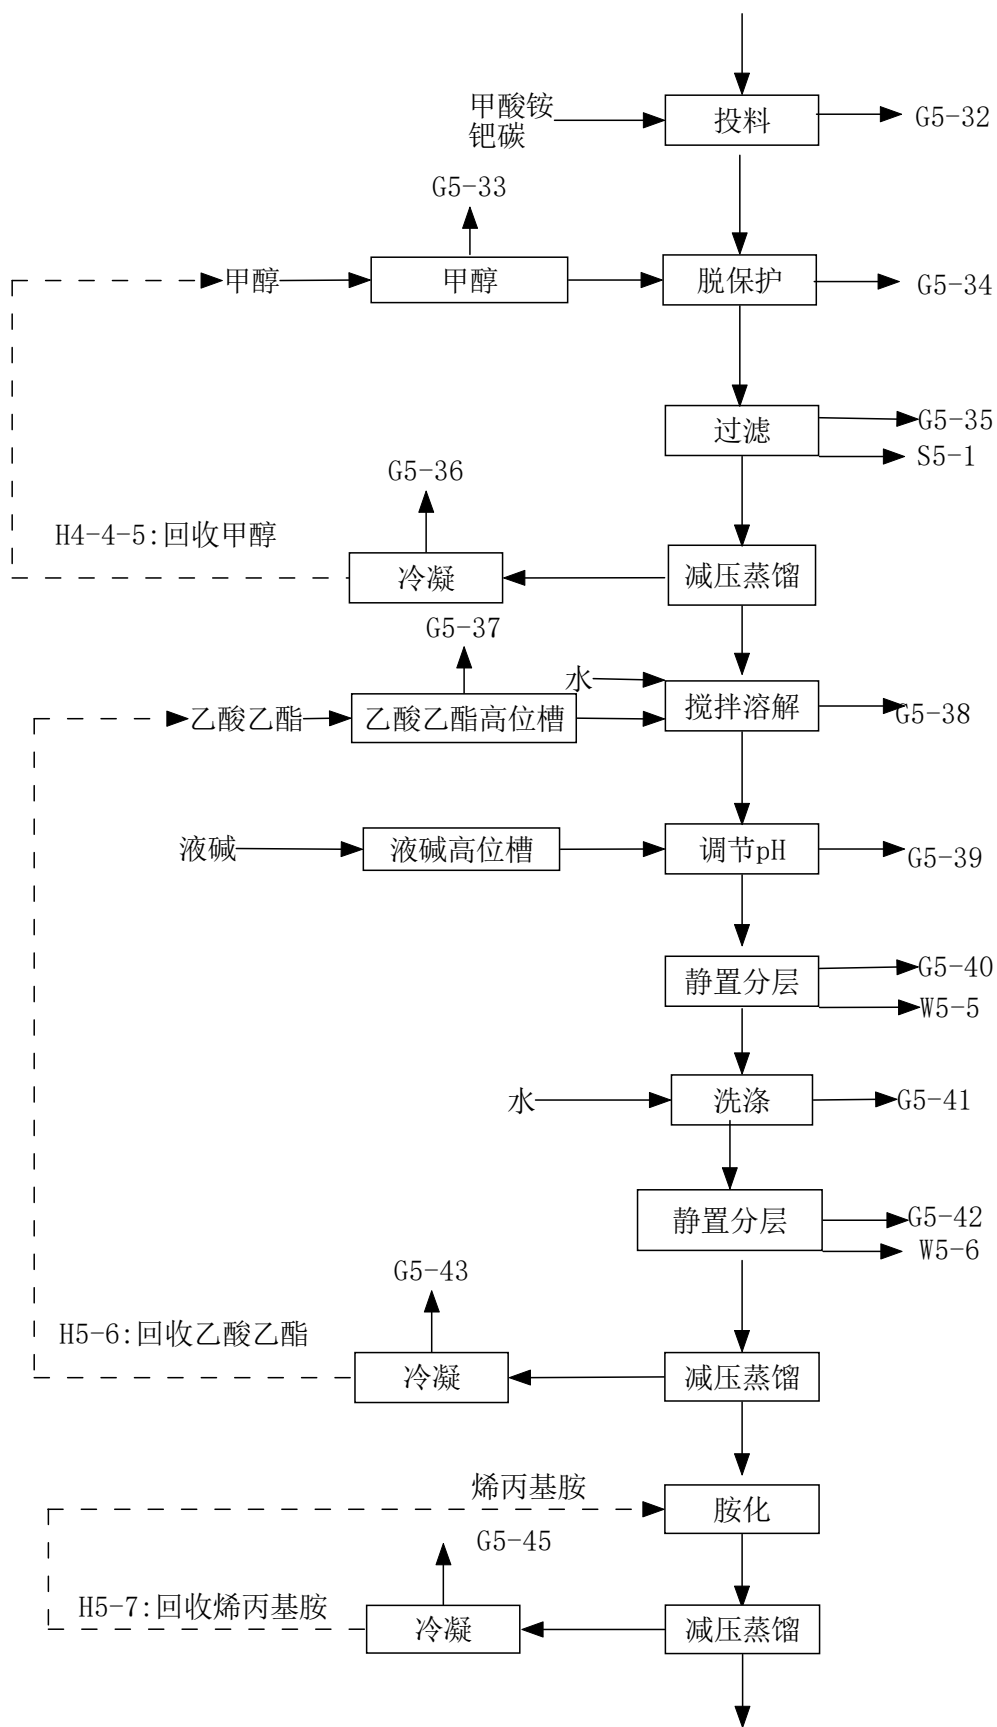 甲酸铵
钯碳
投料
G5-32
G5-33
甲醇
甲醇
脱保护
G5-34
过滤
G5-35
S5-1
G5-36
H4-4-5:回收甲醇
冷凝
减压蒸馏
G5-37
水
乙酸乙酯
乙酸乙酯高位槽
搅拌溶解
G5-38
液碱
液碱高位槽
调节pH
G5-39
静置分层
G5-40
W5-5
水
洗涤
G5-41
静置分层
G5-42
W5-6
G5-43
H5-6:回收乙酸乙酯
冷凝
减压蒸馏
烯丙基胺
胺化
G5-45
H5-7:回收烯丙基胺
冷凝
减压蒸馏